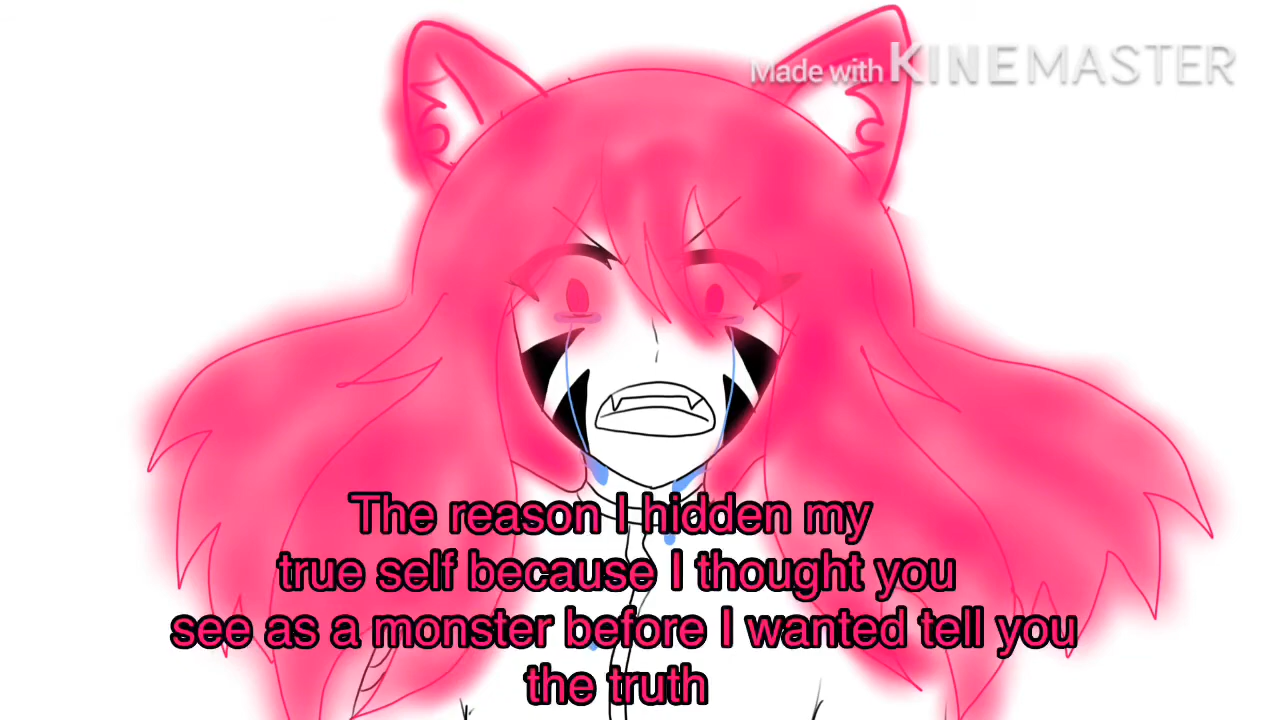 Made with KINEMASTER
The reason I hidden my
true self because I thought you
see as a monster before I wanted tell you
the truth